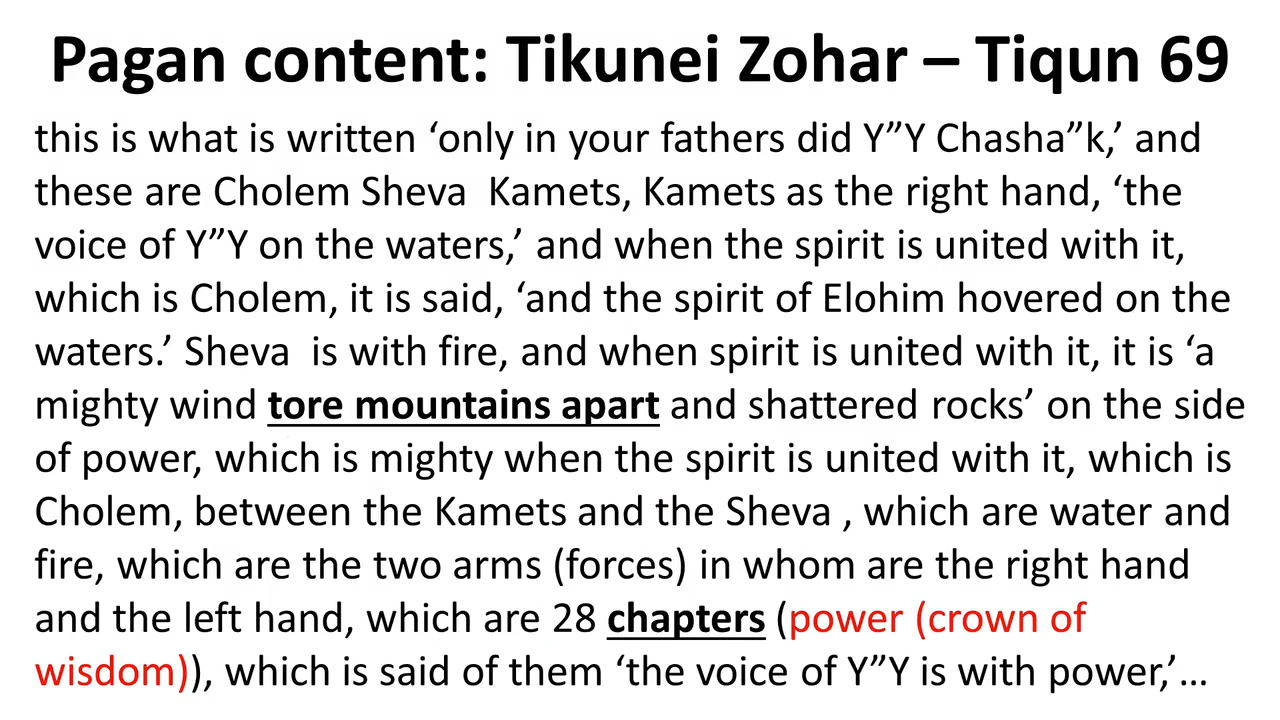 Pagan content: Tikunei Zohar – Tiqun 69
this is what is written ‘only in your fathers did Y”Y Chasha”k,’ and
these are Cholem Sheva  Kamets, Kamets as the right hand, ‘the
voice of Y”Y on the waters,’ and when the spirit is united with it,
which is Cholem, it is said, ‘and the spirit of Elohim hovered on the
waters.’ Sheva  is with fire, and when spirit is united with it, it is ‘a
mighty wind tore mountains apart and shattered rocks’ on the side
of power, which is mighty when the spirit is united with it, which is
Cholem, between the Kamets and the Sheva , which are water and
fire, which are the two arms (forces) in whom are the right hand
and the left hand, which are 28 chapters (power (crown of
wisdom)), which is said of them ‘the voice of Y”Y is with power,’…